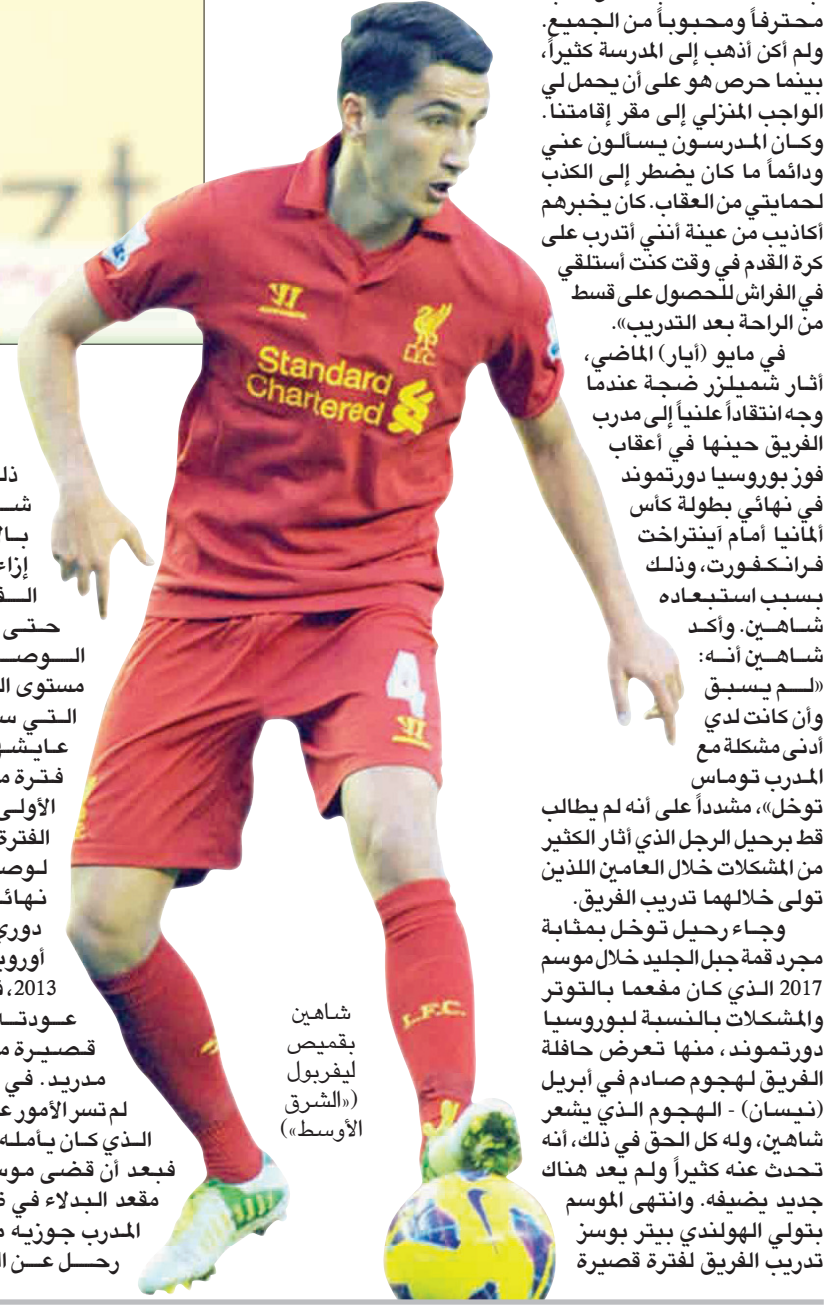 محترفاً ومحبوباً من الجميع.
ولم أكن أذهب إلى المدرسة كثيراً،
بينما حرص هو على أن يحمل لي
الواجب المنزلي إلى مقر إقامتنا.
وكان المدرسون يسألون عني
ودائماً ما كان يضطر إلى الكذب
لحمايتي من العقاب. كان يخبرهم
أكاذيب من عينة أنني أتدرب على
كرة القدم في وقت كنت أستلقي
في الفراش للحصول على قسط
من الراحة بعد التدريب».
في مايو (أيار) الماضي،
أثار شميلزر ضجة عندما
وجه انتقاداً علنياً إلى مدرب
الفريق حينها في أعقاب
فوز بوروسيا دورتموند
في نهائي بطولة كأس
ألمانيا أمام آينتراخت
فرانكفورت، وذلك
بسبب استبعاده
شاهين. وأكد
شاهين أنه:
«لم يسبق
وأن كانت لدي
أدنى مشكلة مع
المدرب توماس
توخل»، مشدداً على أنه لم يطالب
قط برحيل الرجل الذي أثار الكثير
من المشكلات خلال العامين اللذين
تولى خلالهما تدريب الفريق.
وجاء رحيل توخل بمثابة
مجرد قمة جبل الجليد خلال موسم
2017 الذي كان مفعما بالتوتر
والمشكلات بالنسبة لبوروسيا
دورتموند، منها تعرض حافلة
الفريق لهجوم صادم في أبريل
(نيسان) - الهجوم الذي يشعر
شاهين، وله كل الحق في ذلك، أنه
تحدث عنه كثيراً ولم يعد هناك
جديد يضيفه. وانتهى الموسم
بتولي الهولندي بيتر بوسز
تدريب الفريق لفترة قصيرة
zt
L.F.C.
Standard
Chartered
4
L.F.C.
شاهين
بقميص
ليفربول
(«الشرق
الأوسط»)
إزاء
حتى
مستوى
فترة
الأولى
الفترة
دوري
2013،
قصيرة
مدريد. في
لم تسر الأمور
الذي كان يأمله
فبعد أن قضى
مقعد البدلاء في
المدرب جوزيه
رحل عن